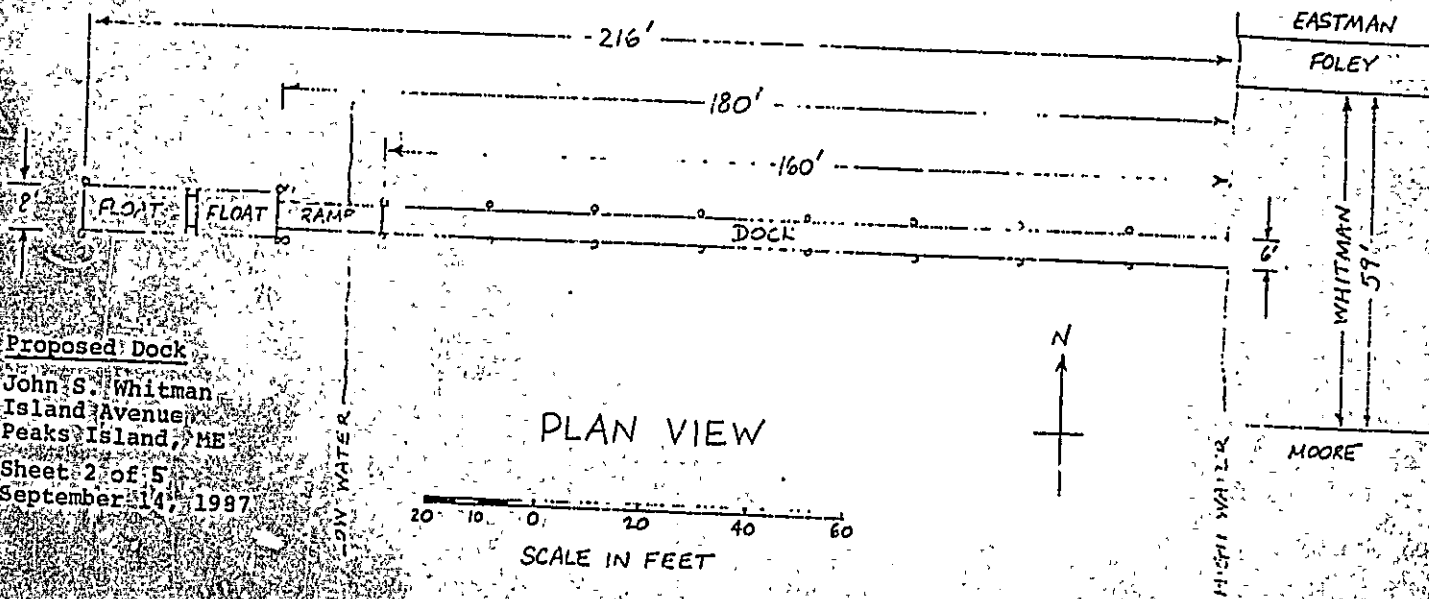 216'
EASTMAN
FOLEY
180'
160'
8'
FLOAT
FLOAT
RAMP
DOCK
6'
WHITMAN
59'
Proposed Dock
John S. Whitman
Island Avenue
Peaks Island, ME
Sheet 2 of 5
September 14, 1987
N
PLAN VIEW
LOW WATER
HIGH WATER
MOORE
20 10 0 20 40 60
SCALE IN FEET